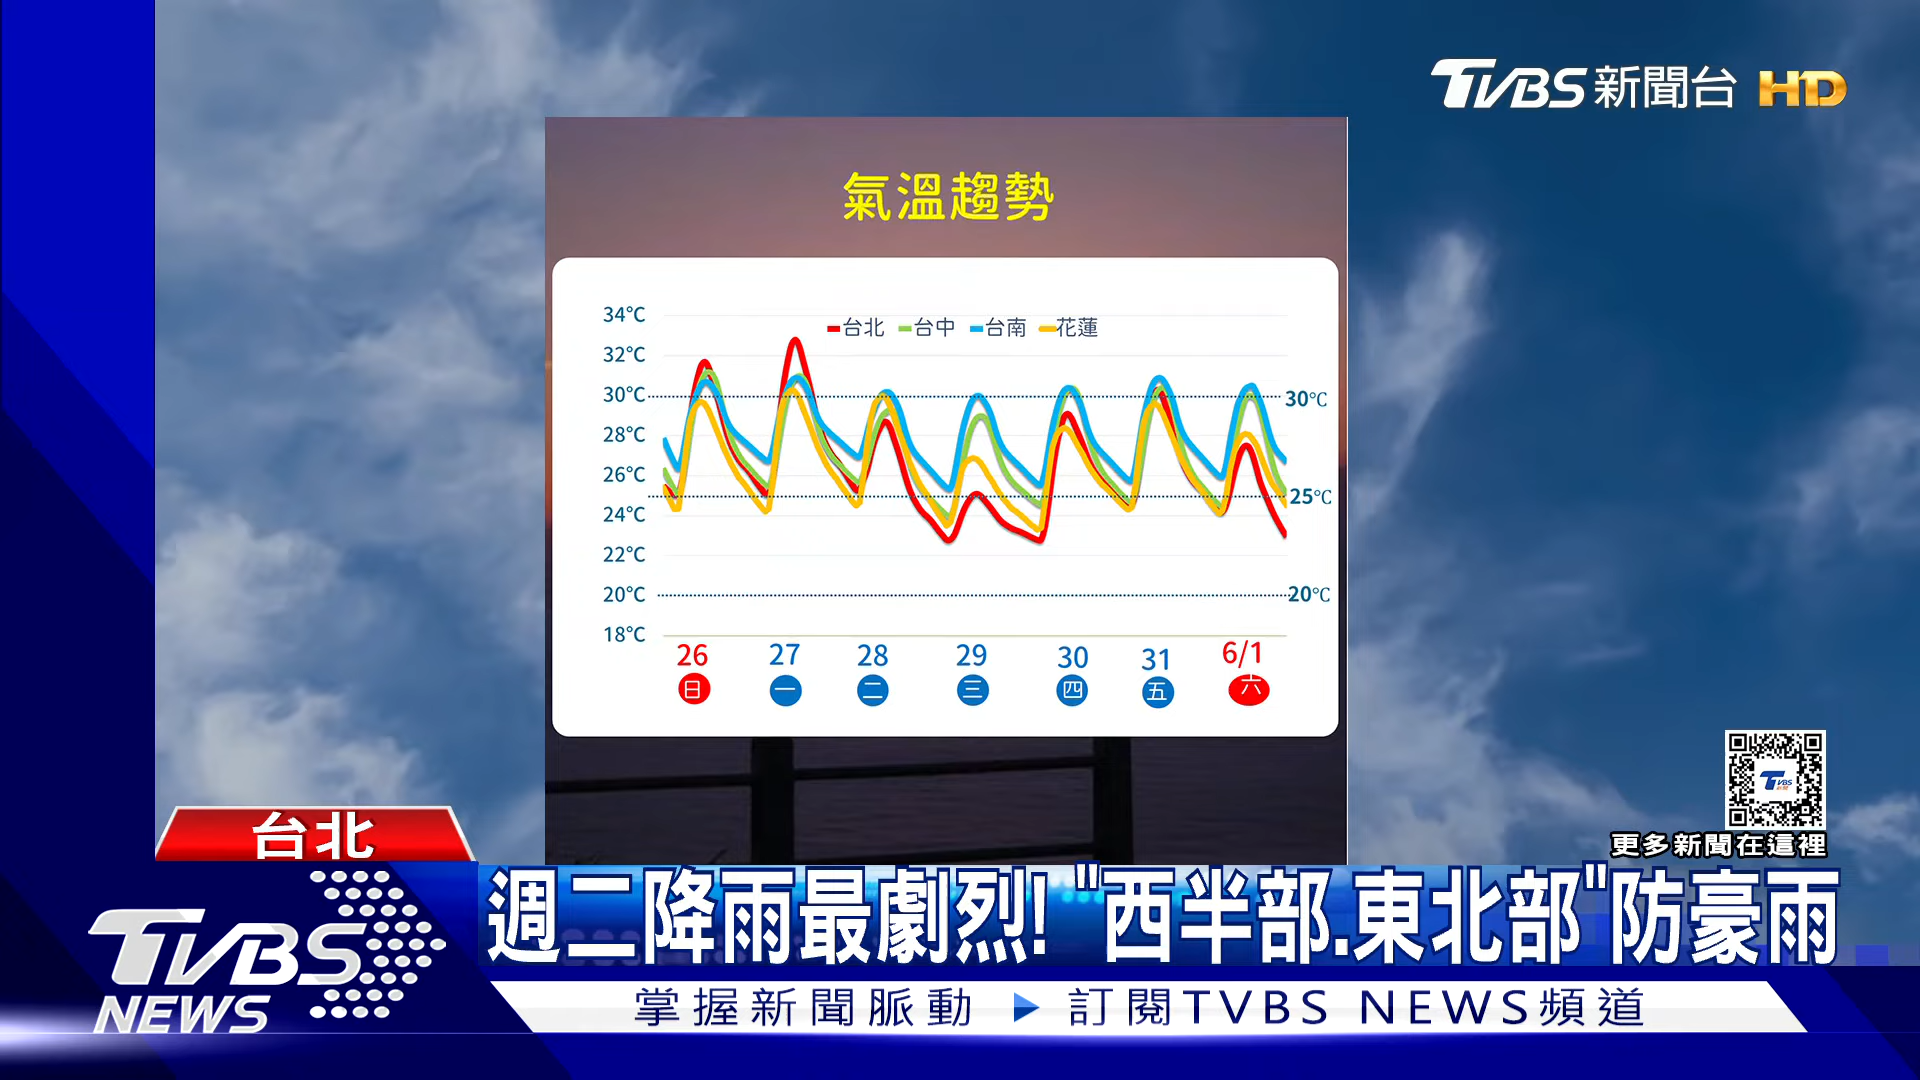 TVBS新聞台 HD
氣溫趨勢
台北 台中 台南 花蓮
34°C
32°C
30°C
28°C
26°C
24°C
22°C
20°C
18°C
30°C
25°C
20°C
26 27 28 29 30 31 6/1
日 一 二 三 四 五 六
TVBS
新聞
更多新聞在這裡
台北
週二降雨最劇烈! "西半部.東北部"防豪雨
TVBS
NEWS
掌握新聞脈動 ▶ 訂閱TVBS NEWS頻道